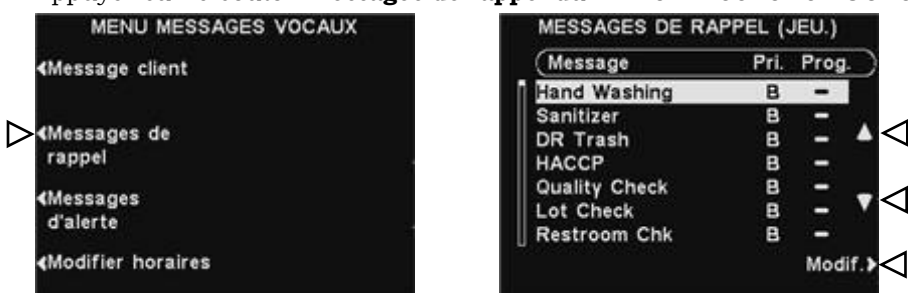 MENU MESSAGES VOCAUX
Message client
Messages de
rappel
Messages
d'alerte
Modifier horaires
MESSAGES DE RAPPEL (JEU.)
Message Pri. Prog.
Hand Washing B –
Sanitizer B –
DR Trash B –
HACCP B –
Quality Check B –
Lot Check B –
Restroom Chk B –
Modif.